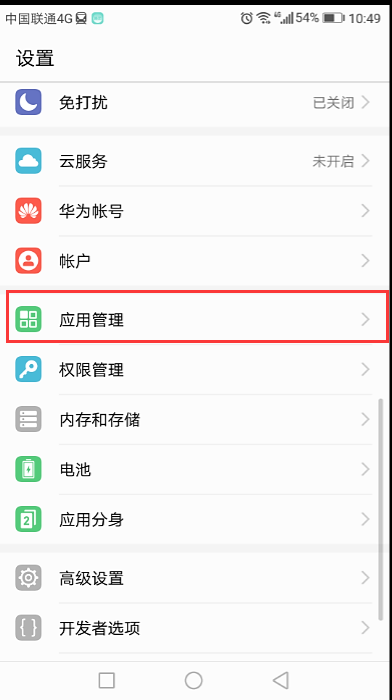 中国联通4G 4G 54% 10:49
设置
免打扰 已关闭
云服务 未开启
华为帐号
帐户
应用管理
权限管理
内存和存储
电池
应用分身
高级设置
开发者选项